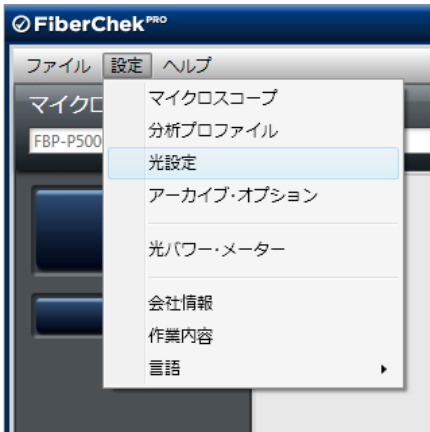 FiberChek PRO
ファイル 設定 ヘルプ
マイクロスコープ
マイクロ
分析プロファイル
FBP-P500
光設定
アーカイブ・オプション
光パワー・メーター
会社情報
作業内容
言語